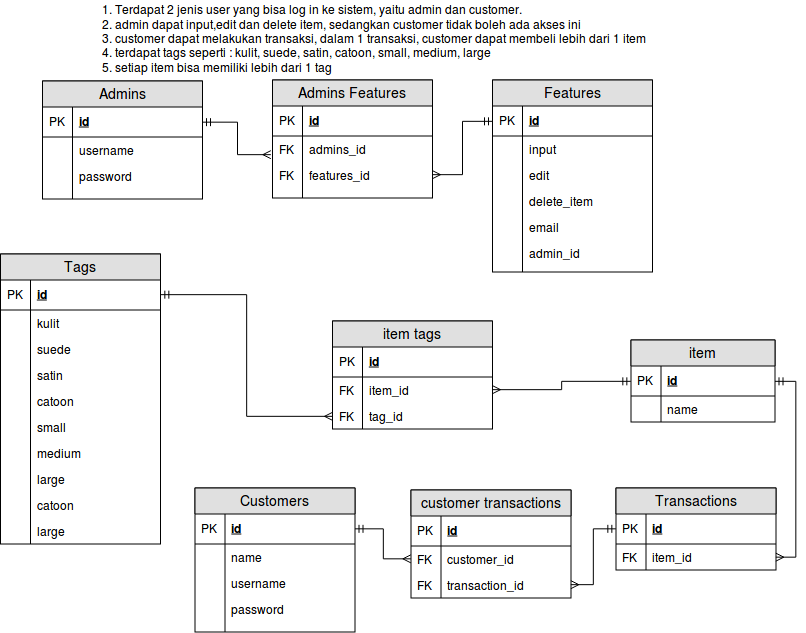 1. Terdapat 2 jenis user yang bisa log in ke sistem, yaitu admin dan customer.
2. admin dapat input,edit dan delete item, sedangkan customer tidak boleh ada akses ini
3. customer dapat melakukan transaksi, dalam 1 transaksi, customer dapat membeli lebih dari 1 item
4. terdapat tags seperti : kulit, suede, satin, catoon, small, medium, large
5. setiap item bisa memiliki lebih dari 1 tag
Admins
PK id
username
password
Admins Features
PK id
FK admins_id
FK features_id
Features
PK id
input
edit
delete_item
email
admin_id
Tags
PK id
kulit
suede
satin
catoon
small
medium
large
catoon
large
item tags
PK id
FK item_id
FK tag_id
item
PK id
name
Customers
PK id
name
username
password
customer transactions
PK id
FK customer_id
FK transaction_id
Transactions
PK id
FK item_id